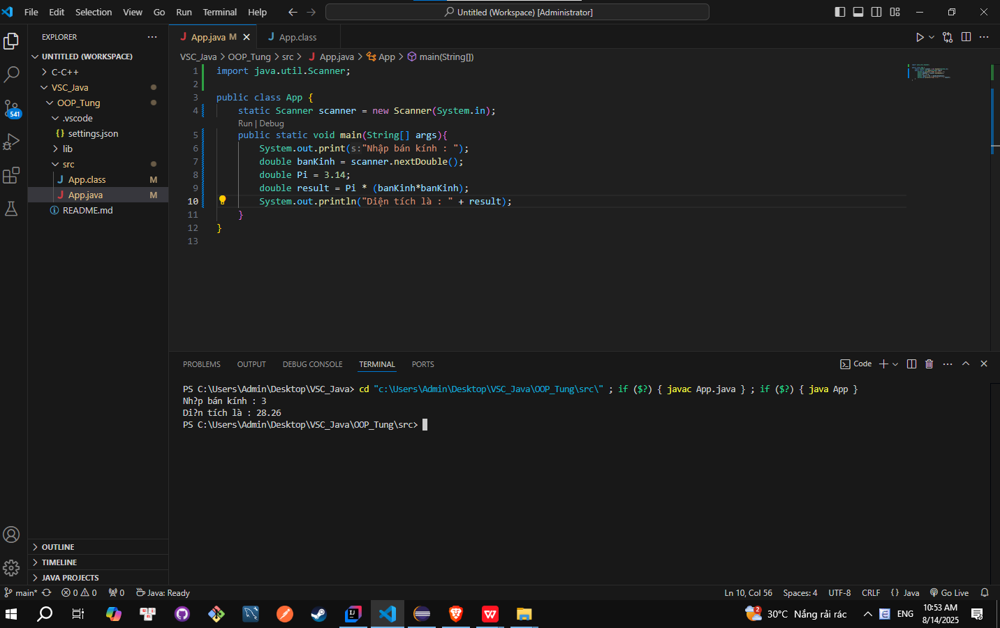 File Edit Selection View Go Run Terminal Help
Untitled (Workspace) [Administrator]
EXPLORER
App.java M
App.class
UNTITLED (WORKSPACE)
C-C++
VSC_Java
OOP_Tung
.vscode
settings.json
lib
src
App.class M
App.java M
README.md
541
VSC_Java > OOP_Tung > src > App.java > App > main(String[])
1 import java.util.Scanner;
2
3 public class App {
4 static Scanner scanner = new Scanner(System.in);
Run | Debug
5 public static void main(String[] args){
6 System.out.print(s:"Nhập bán kính : ");
7 double banKinh = scanner.nextDouble();
8 double Pi = 3.14;
9 double result = Pi * (banKinh*banKinh);
10 System.out.println("Diện tích là : " + result);
11 }
12 }
13
PROBLEMS OUTPUT DEBUG CONSOLE TERMINAL PORTS
Code
PS C:\Users\Admin\Desktop\VSC_Java> cd "c:\Users\Admin\Desktop\VSC_Java\OOP_Tung\src\" ; if ($?) { javac App.java } ; if ($?) { java App }
Nh?p bán kính : 3
Di?n tích là : 28.26
PS C:\Users\Admin\Desktop\VSC_Java\OOP_Tung\src>
OUTLINE
TIMELINE
JAVA PROJECTS
main* 0 0 0 Java: Ready
Ln 10, Col 56 Spaces: 4 UTF-8 CRLF {} Java Go Live
2 30°C Nắng rải rác ENG
10:53 AM
8/14/2025